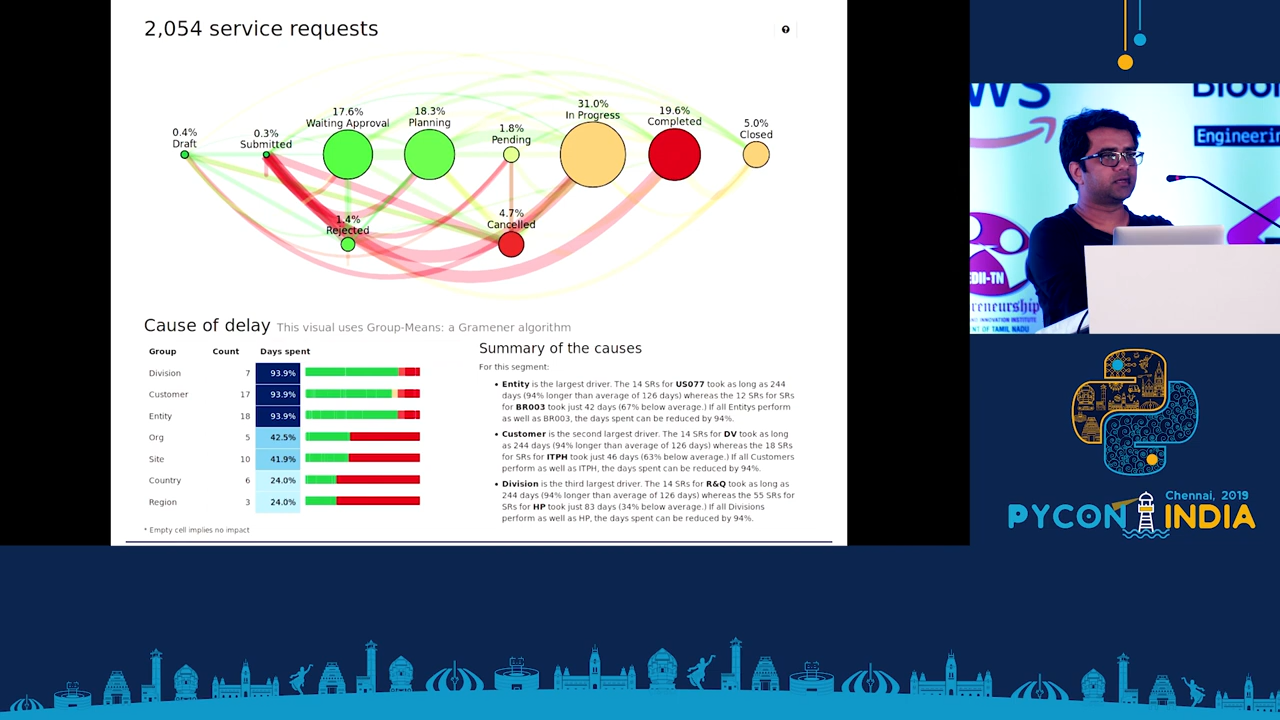 2,054 service requests
0.4%
Draft
0.3%
Submitted
17.6%
Waiting Approval
18.3%
Planning
1.8%
Pending
31.0%
In Progress
19.6%
Completed
5.0%
Closed
1.4%
Rejected
4.7%
Cancelled
Cause of delay This visual uses Group-Means: a Gramener algorithm
Group Count Days spent
Division 7 93.9%
Customer 17 93.9%
Entity 18 93.9%
Org 5 42.5%
Site 10 41.9%
Country 6 24.0%
Region 3 24.0%
* Empty cell implies no impact
Summary of the causes
For this segment:
• Entity is the largest driver. The 14 SRs for US077 took as long as 244
days (94% longer than average of 126 days) whereas the 12 SRs for SRs
for BR003 took just 42 days (67% below average.) If all Entitys perform
as well as BR003, the days spent can be reduced by 94%.
• Customer is the second largest driver. The 14 SRs for DV took as long
as 244 days (94% longer than average of 126 days) whereas the 18
SRs for SRs for ITPH took just 46 days (63% below average.) If all Customers
perform as well as ITPH, the days spent can be reduced by 94%.
• Division is the third largest driver. The 14 SRs for R&Q took as long as
244 days (94% longer than average of 126 days) whereas the 55 SRs for
SRs for HP took just 83 days (34% below average.) If all Divisions
perform as well as HP, the days spent can be reduced by 94%.
Engineerin
EDII-TN
reneurship
NT OF TAMIL NADU
Chennai, 2019
PYCON INDIA